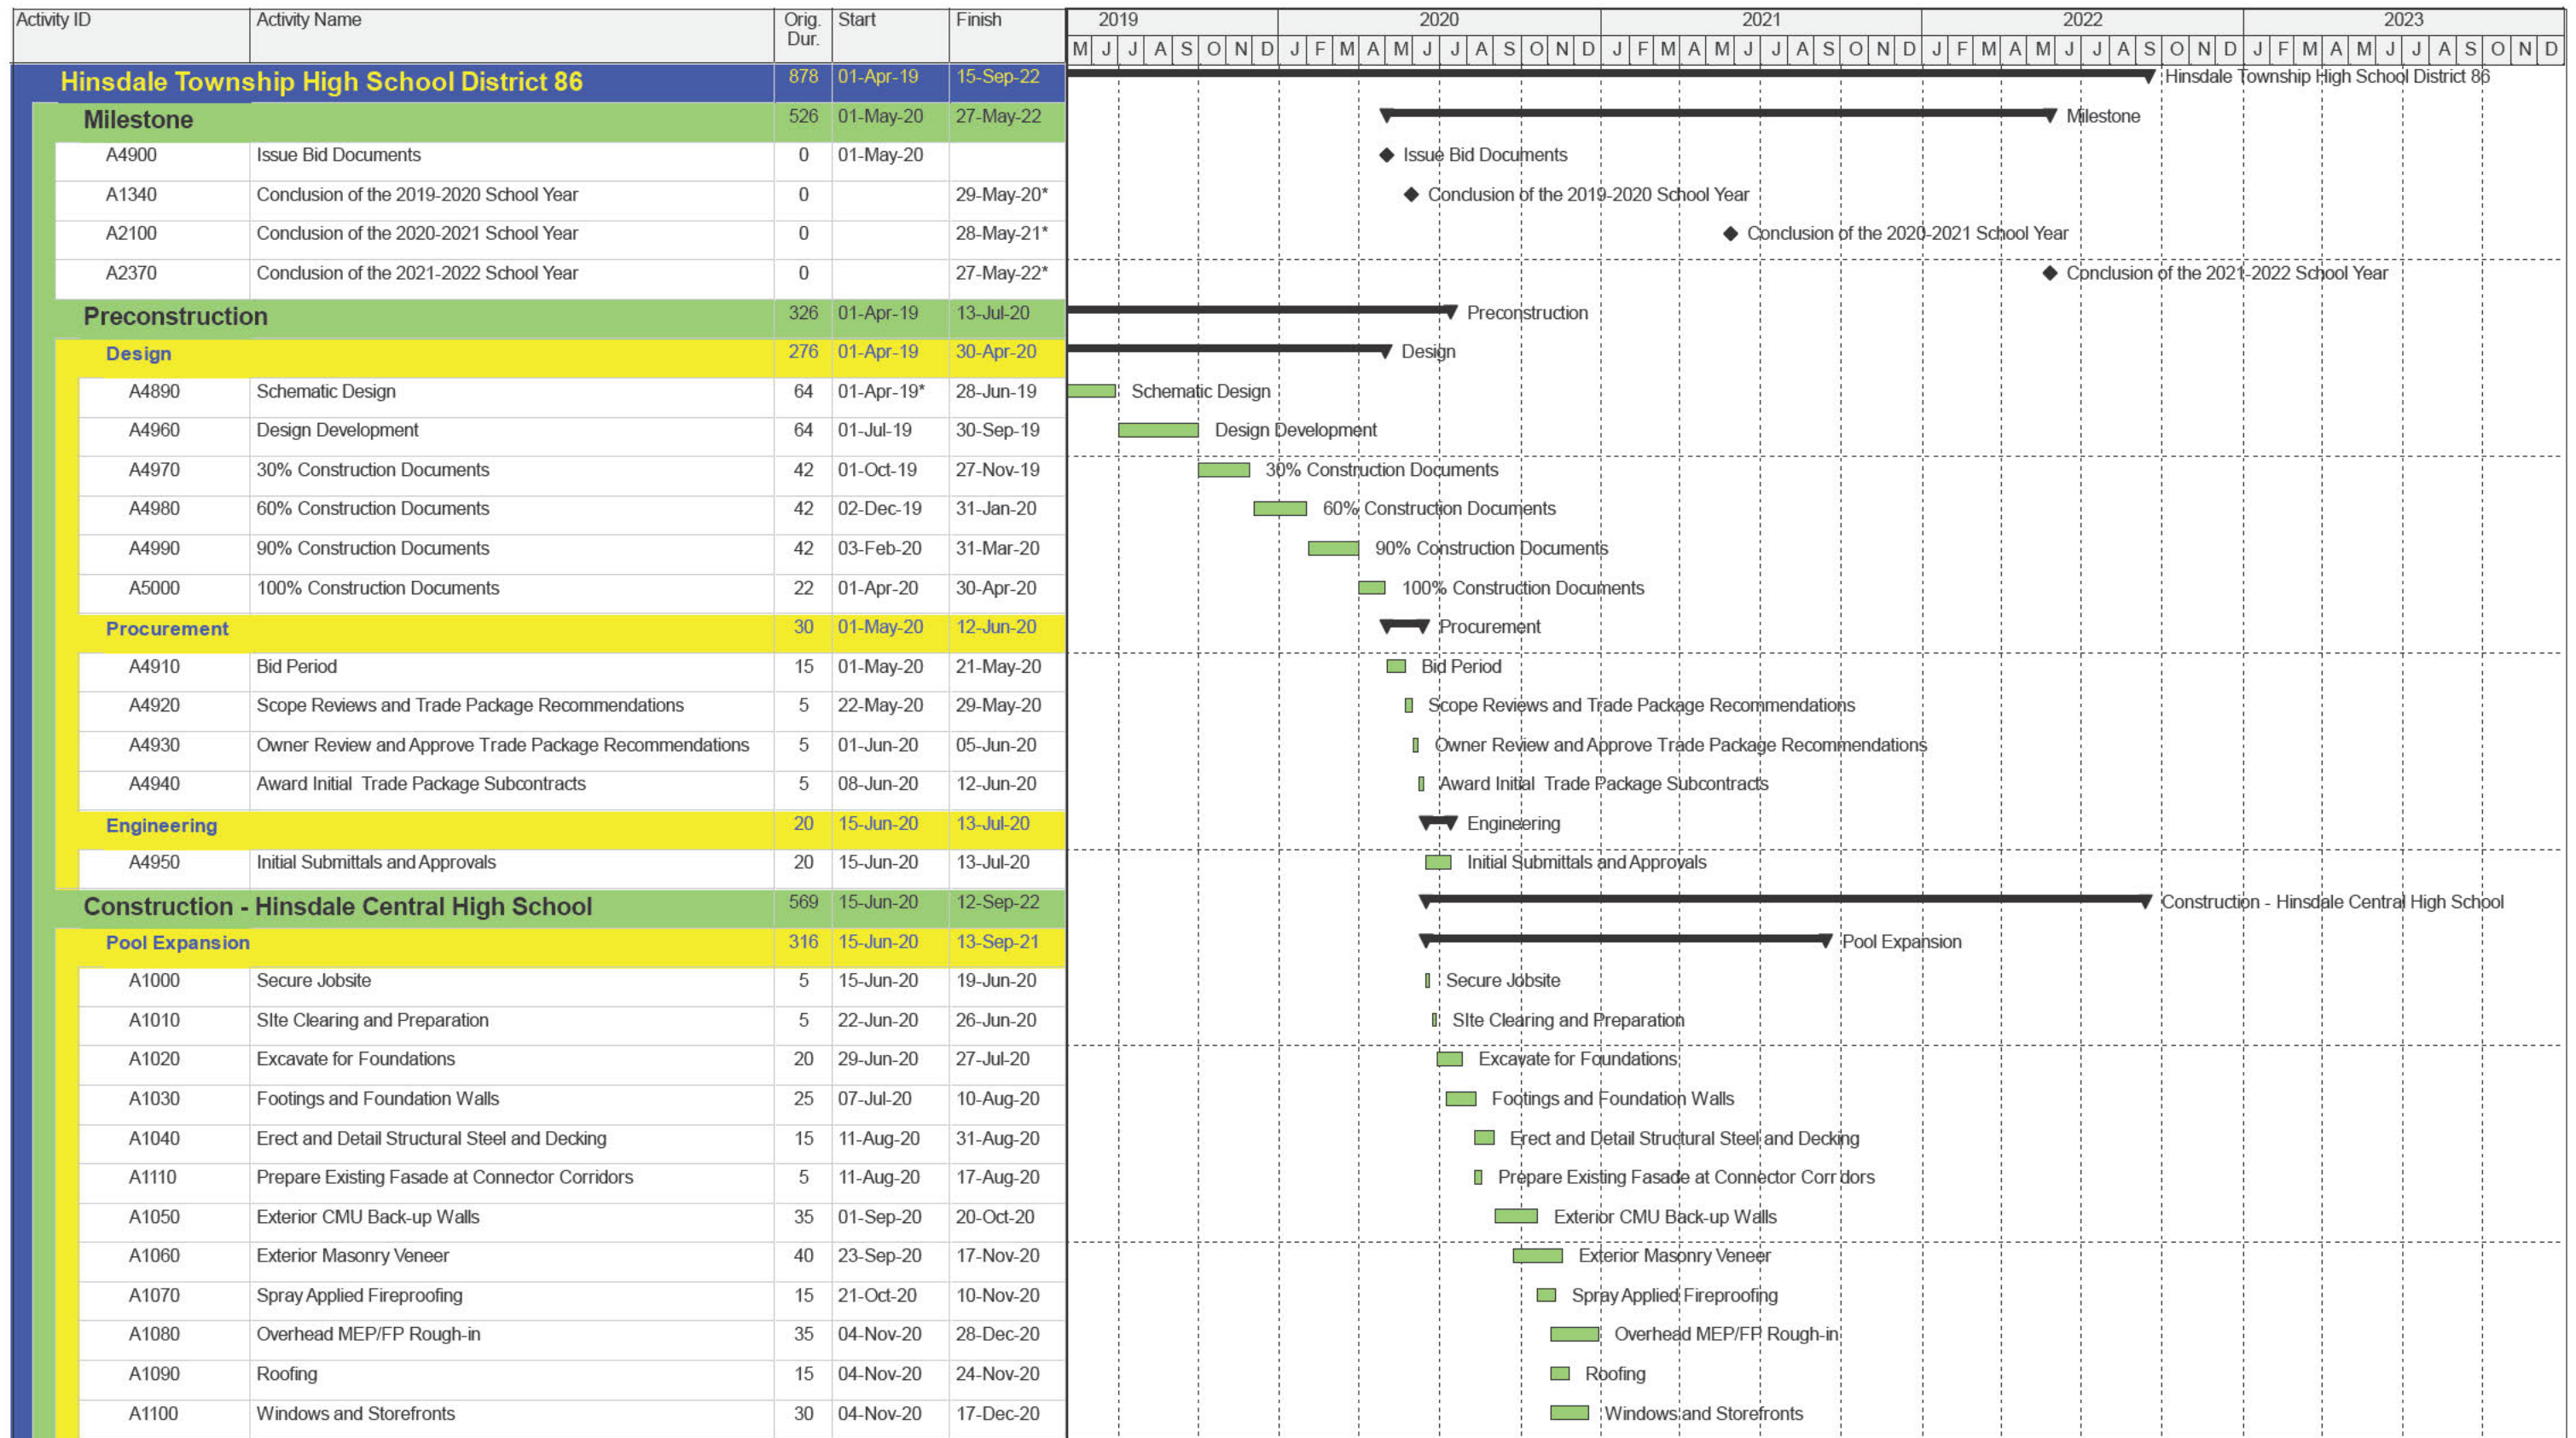 Activity ID Activity Name Orig. Dur. Start Finish 2019 2020 2021 2022 2023
M J J A S O N D J F M A M J J A S O N D J F M A M J J A S O N D J F M A M J J A S O N D J F M A M J J A S O N D
Hinsdale Township High School District 86 878 01-Apr-19 15-Sep-22 Hinsdale Township High School District 86
Milestone 526 01-May-20 27-May-22 Milestone
A4900 Issue Bid Documents 0 01-May-20 Issue Bid Documents
A1340 Conclusion of the 2019-2020 School Year 0 29-May-20* Conclusion of the 2019-2020 School Year
A2100 Conclusion of the 2020-2021 School Year 0 28-May-21* Conclusion of the 2020-2021 School Year
A2370 Conclusion of the 2021-2022 School Year 0 27-May-22* Conclusion of the 2021-2022 School Year
Preconstruction 326 01-Apr-19 13-Jul-20 Preconstruction
Design 276 01-Apr-19 30-Apr-20 Design
A4890 Schematic Design 64 01-Apr-19* 28-Jun-19 Schematic Design
A4960 Design Development 64 01-Jul-19 30-Sep-19 Design Development
A4970 30% Construction Documents 42 01-Oct-19 27-Nov-19 30% Construction Documents
A4980 60% Construction Documents 42 02-Dec-19 31-Jan-20 60% Construction Documents
A4990 90% Construction Documents 42 03-Feb-20 31-Mar-20 90% Construction Documents
A5000 100% Construction Documents 22 01-Apr-20 30-Apr-20 100% Construction Documents
Procurement 30 01-May-20 12-Jun-20 Procurement
A4910 Bid Period 15 01-May-20 21-May-20 Bid Period
A4920 Scope Reviews and Trade Package Recommendations 5 22-May-20 29-May-20 Scope Reviews and Trade Package Recommendations
A4930 Owner Review and Approve Trade Package Recommendations 5 01-Jun-20 05-Jun-20 Owner Review and Approve Trade Package Recommendations
A4940 Award Initial Trade Package Subcontracts 5 08-Jun-20 12-Jun-20 Award Initial Trade Package Subcontracts
Engineering 20 15-Jun-20 13-Jul-20 Engineering
A4950 Initial Submittals and Approvals 20 15-Jun-20 13-Jul-20 Initial Submittals and Approvals
Construction - Hinsdale Central High School 569 15-Jun-20 12-Sep-22 Construction - Hinsdale Central High School
Pool Expansion 316 15-Jun-20 13-Sep-21 Pool Expansion
A1000 Secure Jobsite 5 15-Jun-20 19-Jun-20 Secure Jobsite
A1010 SIte Clearing and Preparation 5 22-Jun-20 26-Jun-20 SIte Clearing and Preparation
A1020 Excavate for Foundations 20 29-Jun-20 27-Jul-20 Excavate for Foundations
A1030 Footings and Foundation Walls 25 07-Jul-20 10-Aug-20 Footings and Foundation Walls
A1040 Erect and Detail Structural Steel and Decking 15 11-Aug-20 31-Aug-20 Erect and Detail Structural Steel and Decking
A1110 Prepare Existing Fasade at Connector Corridors 5 11-Aug-20 17-Aug-20 Prepare Existing Fasade at Connector Corridors
A1050 Exterior CMU Back-up Walls 35 01-Sep-20 20-Oct-20 Exterior CMU Back-up Walls
A1060 Exterior Masonry Veneer 40 23-Sep-20 17-Nov-20 Exterior Masonry Veneer
A1070 Spray Applied Fireproofing 15 21-Oct-20 10-Nov-20 Spray Applied Fireproofing
A1080 Overhead MEP/FP Rough-in 35 04-Nov-20 28-Dec-20 Overhead MEP/FP Rough-in
A1090 Roofing 15 04-Nov-20 24-Nov-20 Roofing
A1100 Windows and Storefronts 30 04-Nov-20 17-Dec-20 Windows and Storefronts